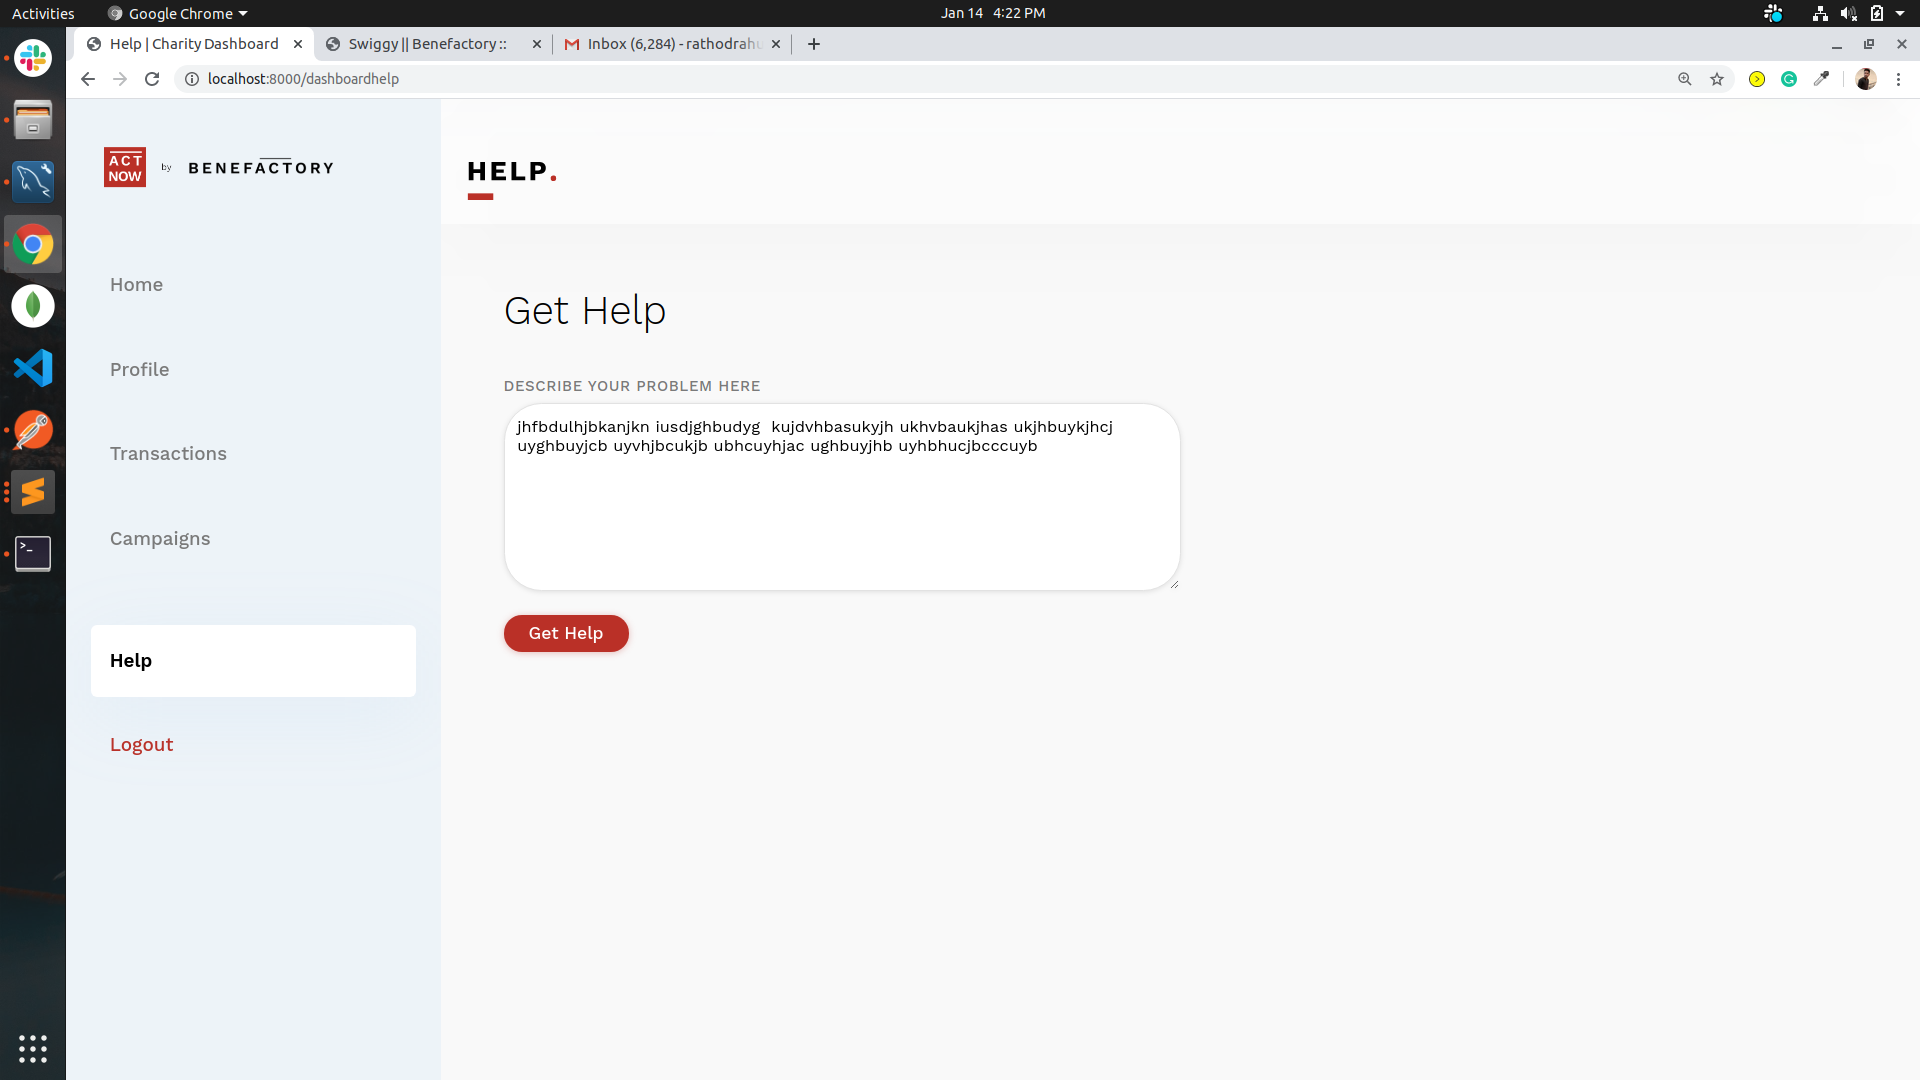 Activities
Google Chrome
Jan 14 4:22 PM
Help | Charity Dashboard
Swiggy || Benefactory ::
Inbox (6,284) - rathodrahu
localhost:8000/dashboardhelp
ACT
NOW
by
BENEFACTORY
HELP.
Home
Profile
Transactions
Campaigns
Help
Logout
Get Help
DESCRIBE YOUR PROBLEM HERE
jhfbdulhjbkanjkn iusdjghbudyg  kujdvhbasukyjh ukhvbaukjhas ukjhbuykjhcj
uyghbuyjcb uyvhjbcukjb ubhcuyhjac ughbuyjhb uyhbhucjbcccuyb
Get Help